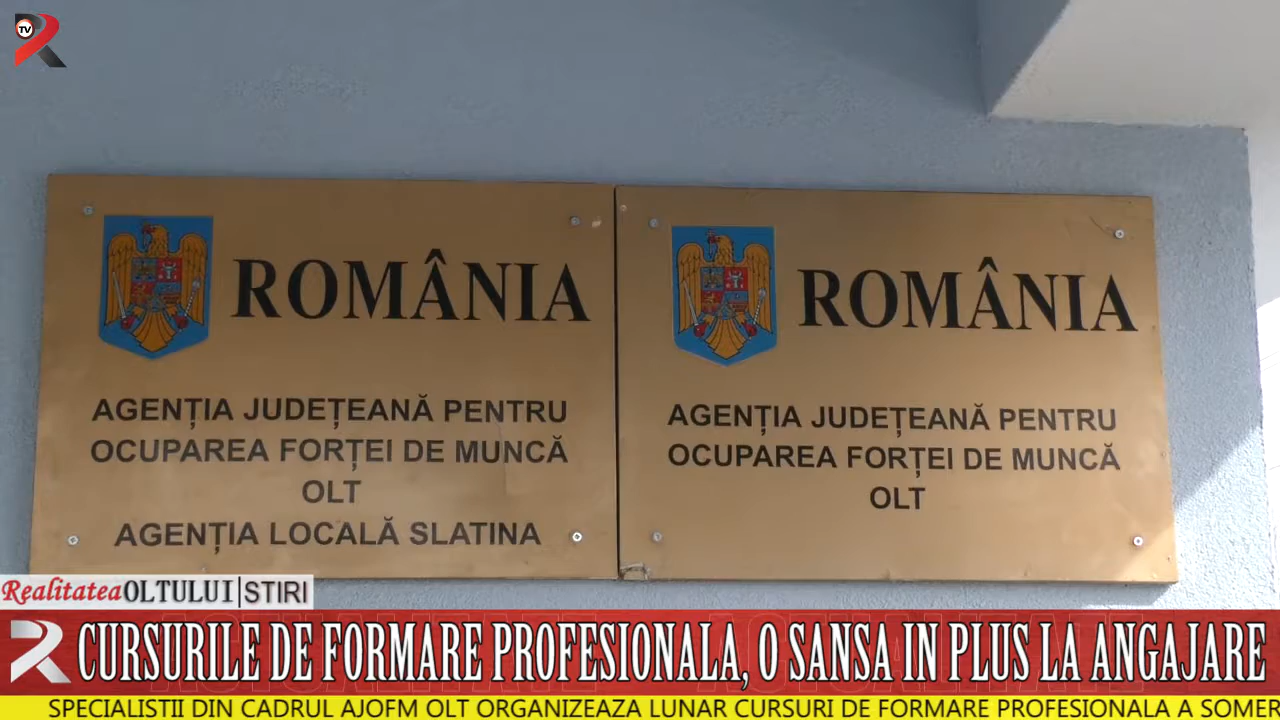 TV
ROMÂNIA
AGENȚIA JUDEȚEANĂ PENTRU
OCUPAREA FORȚEI DE MUNCĂ
OLT
AGENȚIA LOCALĂ SLATINA
ROMÂNIA
AGENȚIA JUDEȚEANĂ PENTRU
OCUPAREA FORȚEI DE MUNCĂ
OLT
RealitateaOLTULUI|STIRI
CURSURILE DE FORMARE PROFESIONALA, O SANSA IN PLUS LA ANGAJARE
SPECIALISTII DIN CADRUL AJOFM OLT ORGANIZEAZA LUNAR CURSURI DE FORMARE PROFESIONALA A SOMER